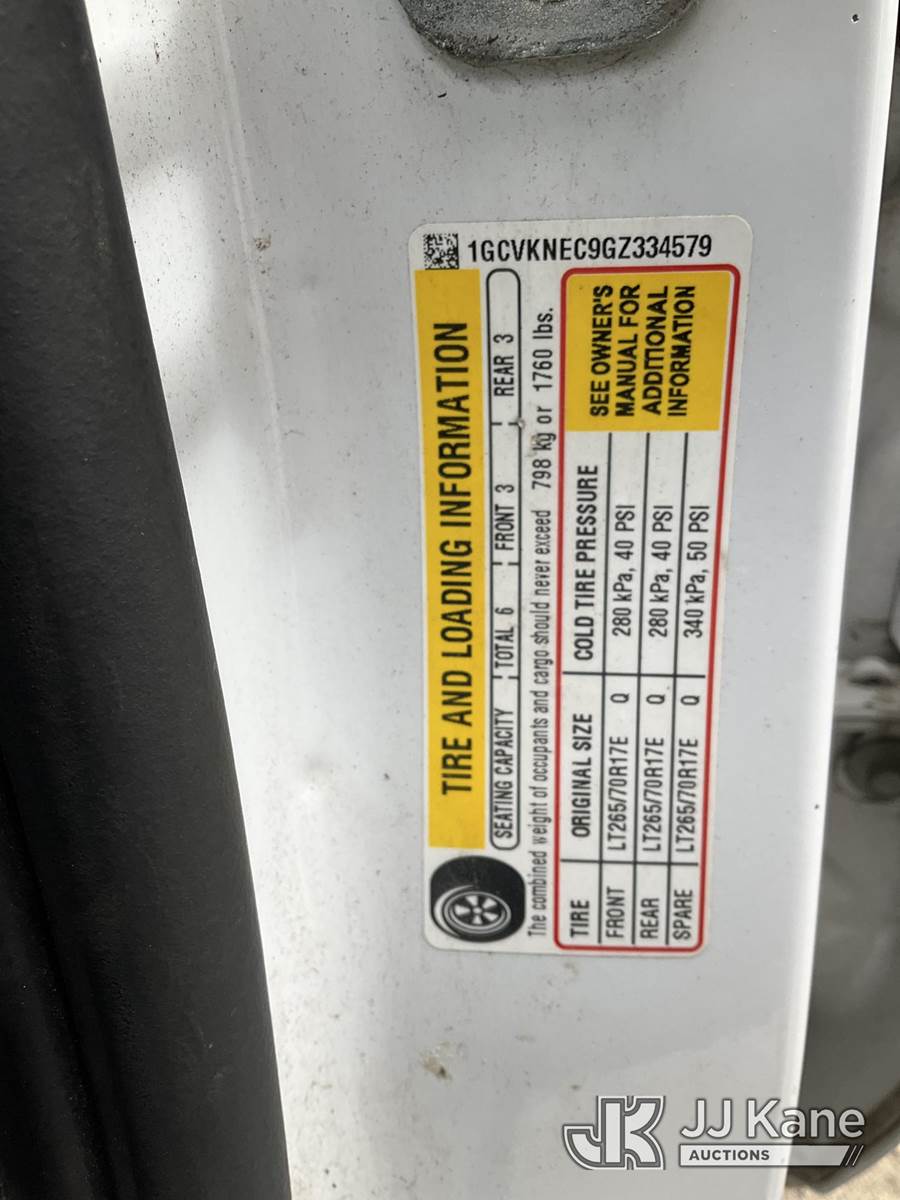 1GCVKNEC9GZ334579
TIRE AND LOADING INFORMATION
SEATING CAPACITY TOTAL 6 FRONT 3 REAR 3
The combined weight of occupants and cargo should never exceed 798 kg or 1760 lbs.
TIRE ORIGINAL SIZE COLD TIRE PRESSURE
FRONT LT265/70R17E Q 280 kPa, 40 PSI
REAR LT265/70R17E Q 280 kPa, 40 PSI
SPARE LT265/70R17E Q 340 kPa, 50 PSI
SEE OWNER'S
MANUAL FOR
ADDITIONAL
INFORMATION
JK JJ Kane
AUCTIONS